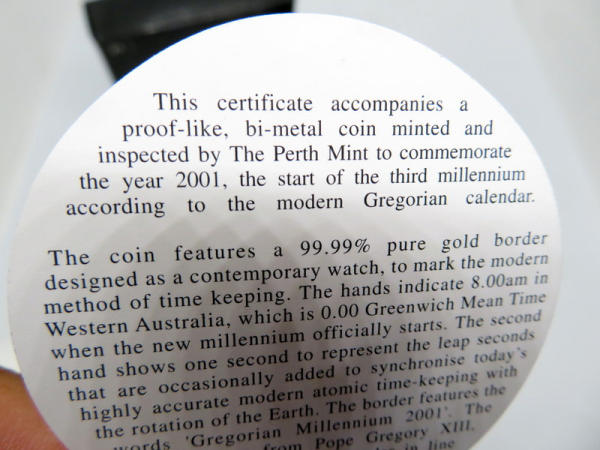 This certificate accompanies a
proof-like, bi-metal coin minted and
inspected by The Perth Mint to commemorate
the year 2001, the start of the third millennium
according to the modern Gregorian calendar.
The coin features a 99.99% pure gold border
designed as a contemporary watch, to mark the modern
method of time keeping. The hands indicate 8.00am in
Western Australia, which is 0.00 Greenwich Mean Time
when the new millennium officially starts. The second
hand shows one second to represent the leap seconds
that are occasionally added to synchronise today's
highly accurate modern atomic time-keeping with
the rotation of the Earth. The border features the
words 'Gregorian Millennium 2001'. The
from Pope Gregory XIII,
in line